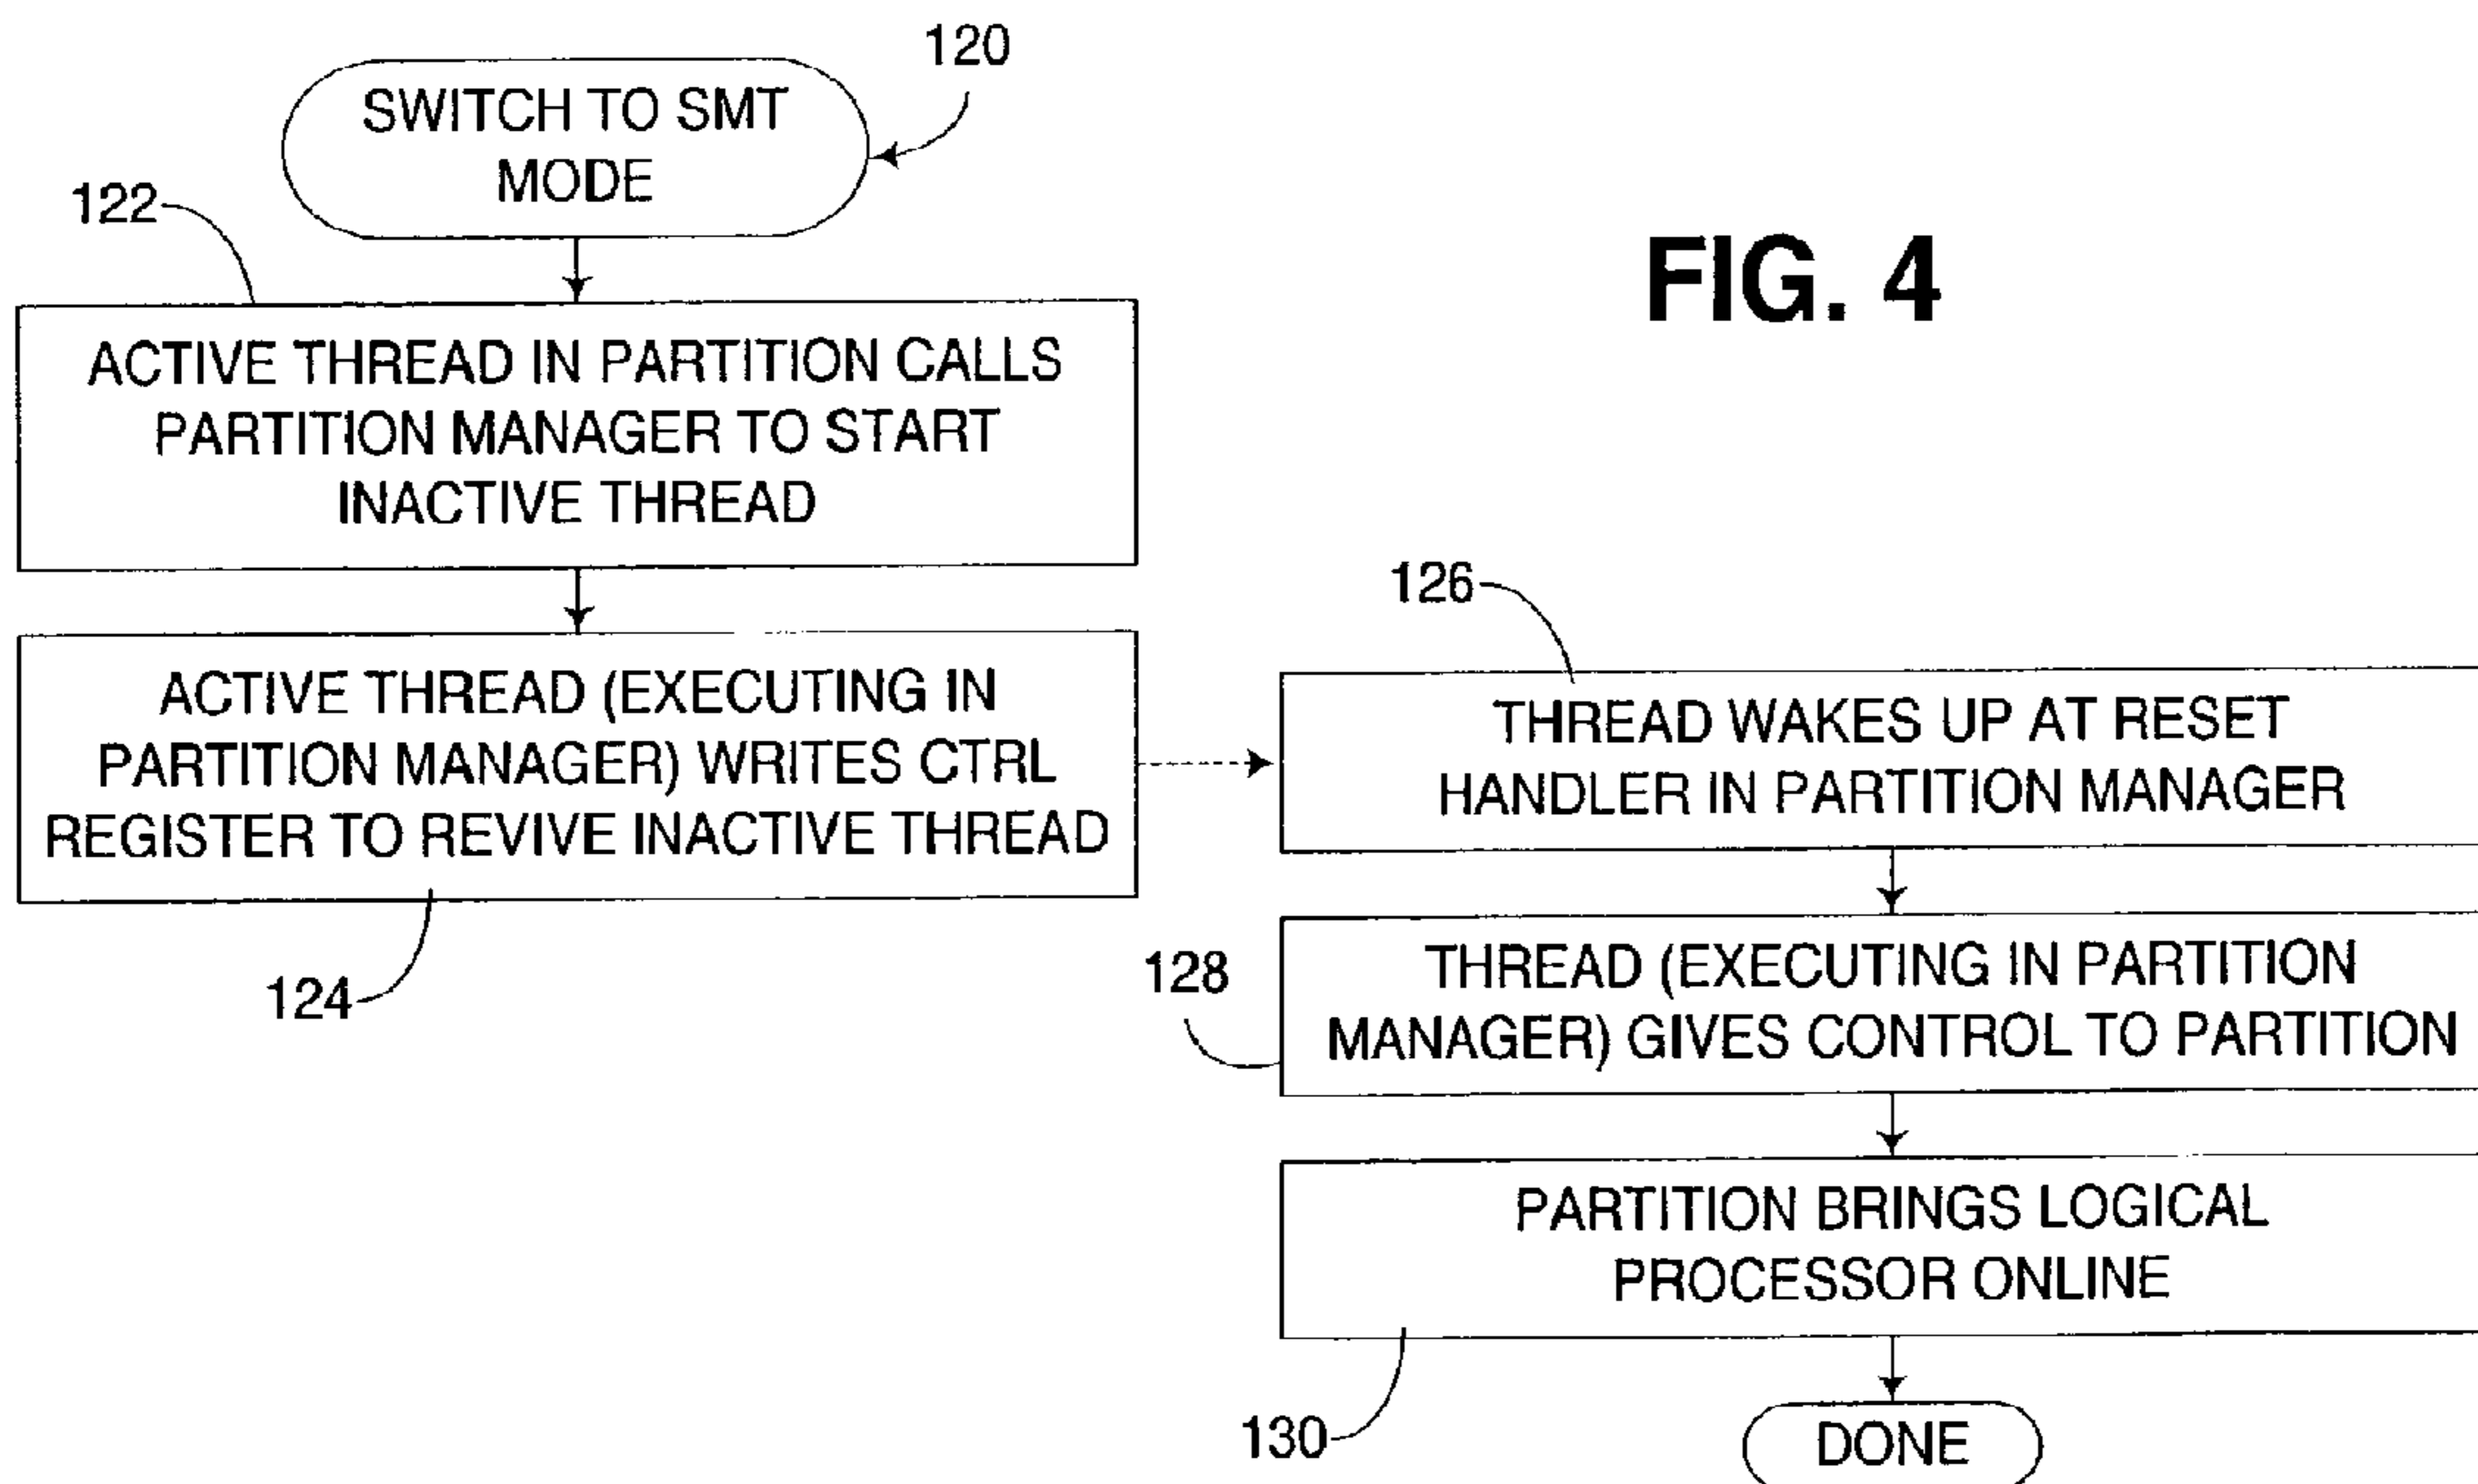 120
SWITCH TO SMT
MODE
122
FIG. 4
ACTIVE THREAD IN PARTITION CALLS
PARTITION MANAGER TO START
INACTIVE THREAD
ACTIVE THREAD (EXECUTING IN
PARTITION MANAGER) WRITES CTRL
REGISTER TO REVIVE INACTIVE THREAD
124
126
THREAD WAKES UP AT RESET
HANDLER IN PARTITION MANAGER
128
THREAD (EXECUTING IN PARTITION
MANAGER) GIVES CONTROL TO PARTITION
PARTITION BRINGS LOGICAL
PROCESSOR ONLINE
130
DONE